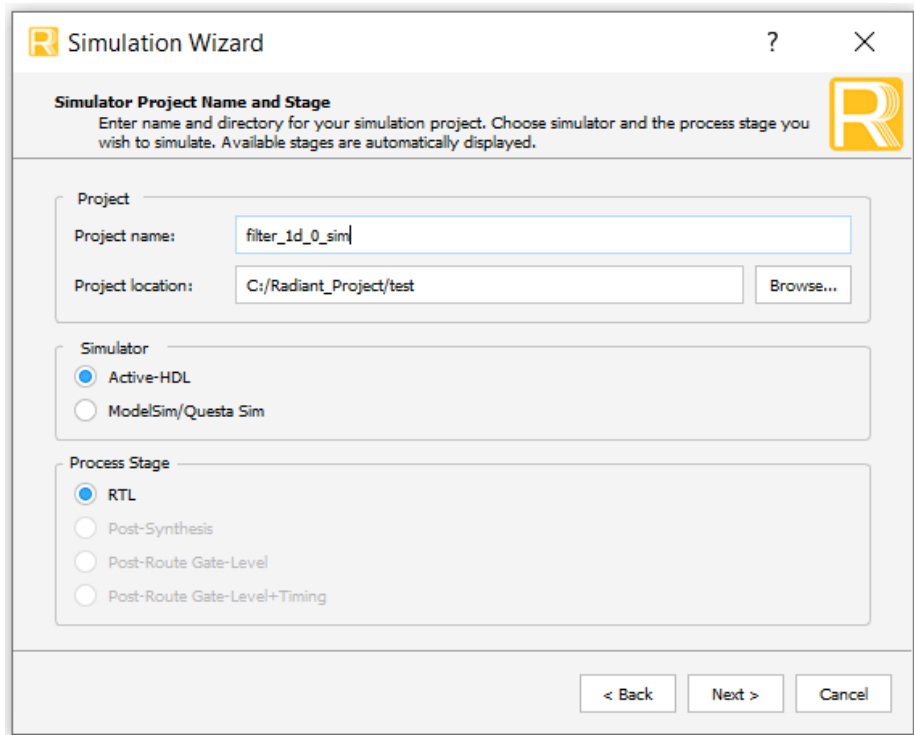 R Simulation Wizard ? X
Simulator Project Name and Stage
Enter name and directory for your simulation project. Choose simulator and the process stage you
wish to simulate. Available stages are automatically displayed.
R
Project
Project name: filter_1d_0_sim
Project location: C:/Radiant_Project/test Browse...
Simulator
Active-HDL
ModelSim/Questa Sim
Process Stage
RTL
Post-Synthesis
Post-Route Gate-Level
Post-Route Gate-Level+Timing
< Back Next > Cancel